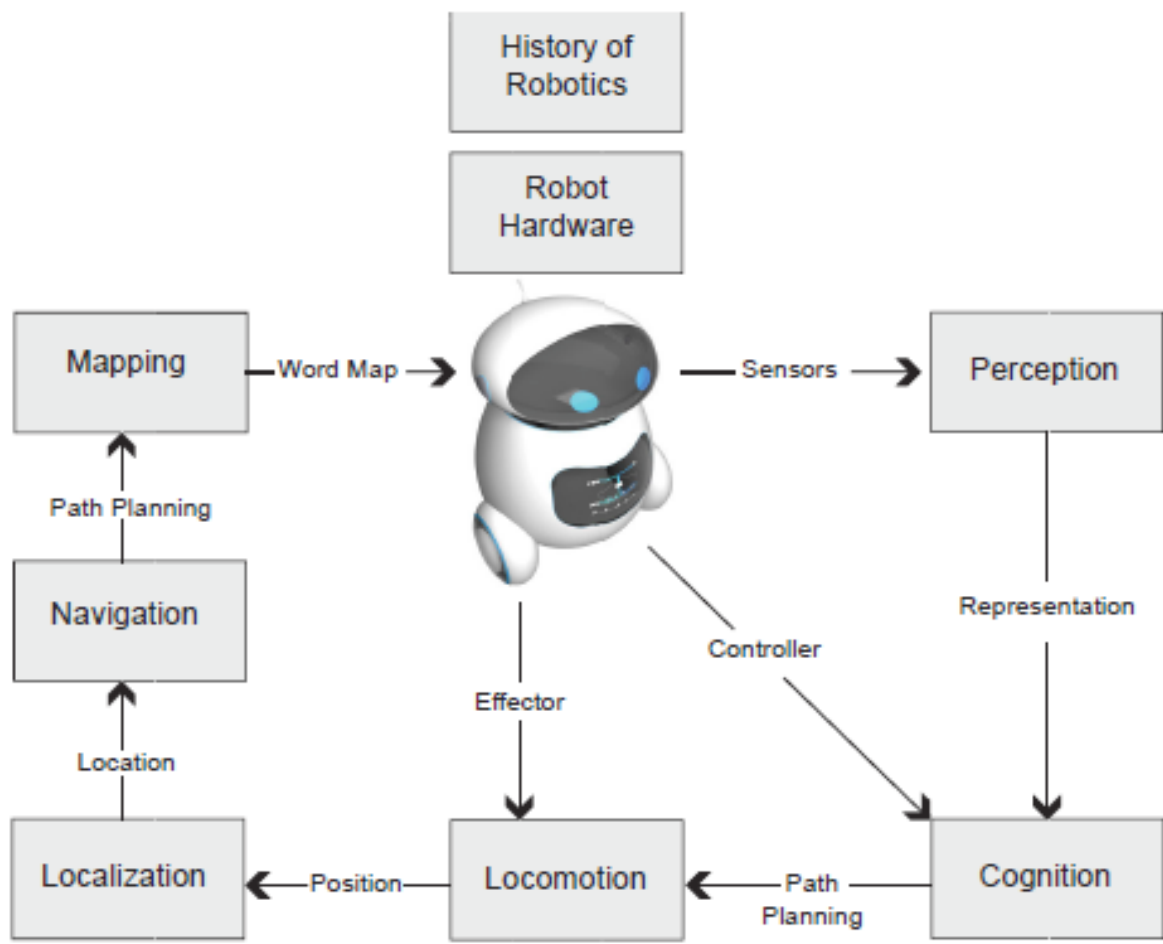 History of
Robotics
Robot
Hardware
Mapping
Word Map
Sensors
Perception
Path Planning
Navigation
Representation
Controller
Effector
Location
Localization
Position
Locomotion
Path
Planning
Cognition